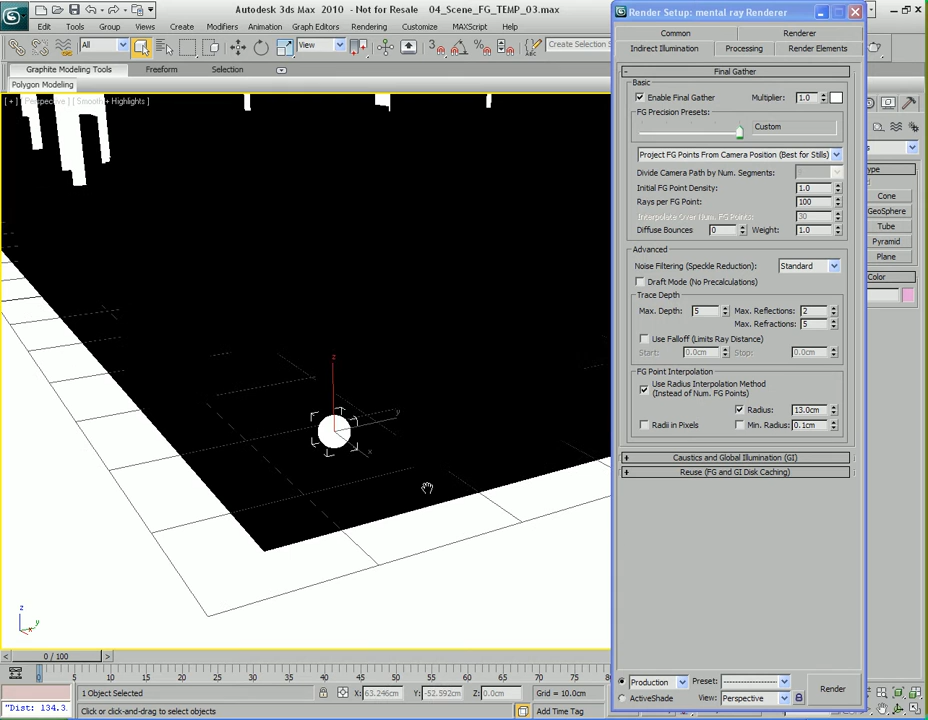 Autodesk 3ds Max 2010 - Not for Resale 04_Scene_FG_TEMP_03.max
Edit Tools Group Views Create Modifiers Animation Graph Editors Rendering Customize MAXScript Help
All View 3 Create Selection S
Graphite Modeling Tools Freeform Selection
Polygon Modeling
[ + ] Perspective [ Smooth + Highlights ]
Render Setup: mental ray Renderer
Common Renderer
Indirect Illumination Processing Render Elements
Final Gather
Basic
Enable Final Gather Multiplier: 1.0
FG Precision Presets:
Custom
Project FG Points From Camera Position (Best for Stills)
Divide Camera Path by Num. Segments:
Initial FG Point Density: 1.0
Rays per FG Point: 100
Interpolate Over Num. FG Points: 30
Diffuse Bounces 0 Weight: 1.0
Advanced
Noise Filtering (Speckle Reduction): Standard
Draft Mode (No Precalculations)
Trace Depth
Max. Depth: 5 Max. Reflections: 2
Max. Refractions: 5
Use Falloff (Limits Ray Distance)
Start: 0.0cm Stop: 0.0cm
FG Point Interpolation
Use Radius Interpolation Method
(Instead of Num. FG Points)
Radius: 13.0cm
Radii in Pixels Min. Radius: 0.1cm
Caustics and Global Illumination (GI)
Reuse (FG and GI Disk Caching)
Production Preset: --------------------
ActiveShade View: Perspective
Render
Type
Cone
GeoSphere
Tube
Pyramid
Plane
Color
z
y
x
z
y
x
0 / 100
0 5 10 15 20 25 30 35 40 45 50 55 60 65 70 75 80
1 Object Selected X: 63.246cm Y: -52.592cm Z: 0.0cm Grid = 10.0cm
"Dist: 134.3 Click or click-and-drag to select objects Add Time Tag